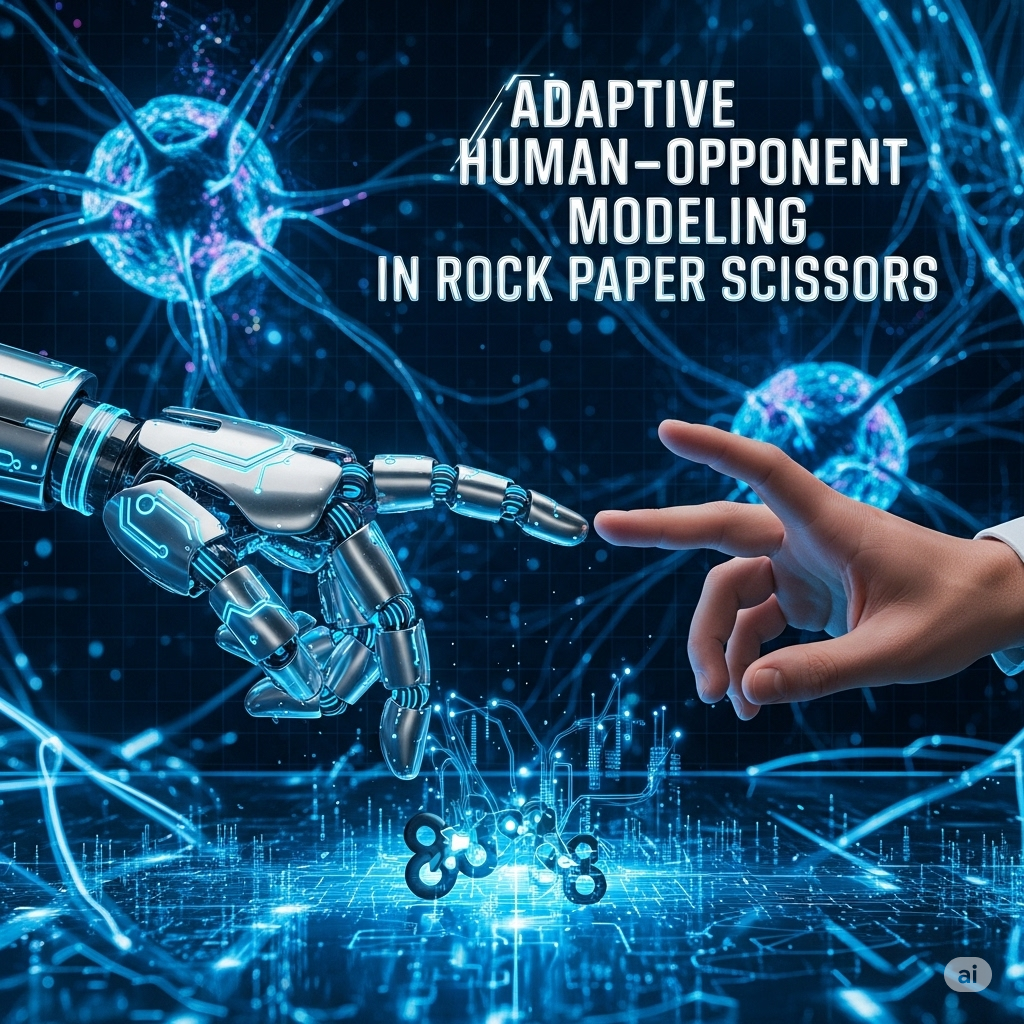 ADAPTIVE
HUMAN-OPPONENT
MODELING
IN ROCK PAPER SCISSORS
ai